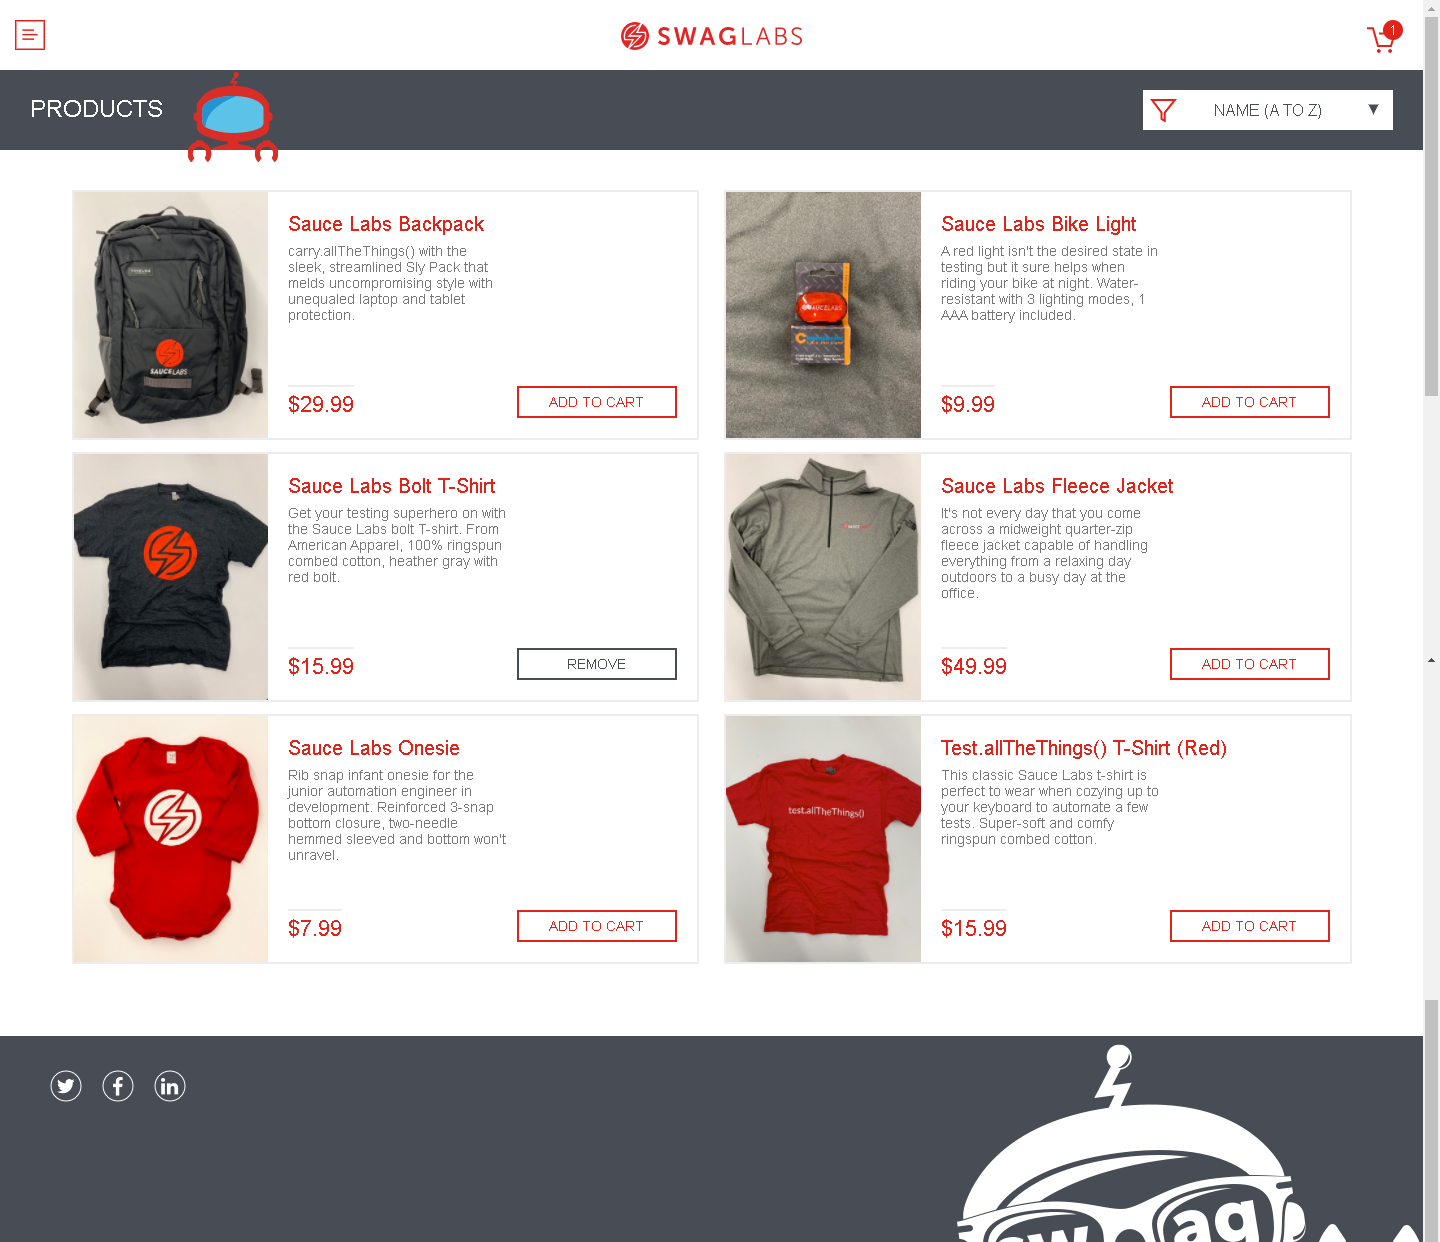 SWAGLABS
1
PRODUCTS
NAME (A TO Z)
Sauce Labs Backpack
carry.allTheThings() with the
sleek, streamlined Sly Pack that
melds uncompromising style with
unequaled laptop and tablet
protection.
SAUCELABS
$29.99
ADD TO CART
Sauce Labs Bike Light
A red light isn't the desired state in
testing but it sure helps when
riding your bike at night. Water-
resistant with 3 lighting modes, 1
AAA battery included.
SAUCELABS
$9.99
ADD TO CART
Sauce Labs Bolt T-Shirt
Get your testing superhero on with
the Sauce Labs bolt T-shirt. From
American Apparel, 100% ringspun
combed cotton, heather gray with
red bolt.
$15.99
REMOVE
Sauce Labs Fleece Jacket
It's not every day that you come
across a midweight quarter-zip
fleece jacket capable of handling
everything from a relaxing day
outdoors to a busy day at the
office.
$49.99
ADD TO CART
Sauce Labs Onesie
Rib snap infant onesie for the
junior automation engineer in
development. Reinforced 3-snap
bottom closure, two-needle
hemmed sleeved and bottom won't
unravel.
$7.99
ADD TO CART
Test.allTheThings() T-Shirt (Red)
This classic Sauce Labs t-shirt is
perfect to wear when cozying up to
your keyboard to automate a few
tests. Super-soft and comfy
ringspun combed cotton.
test.allTheThings()
$15.99
ADD TO CART
sw ag